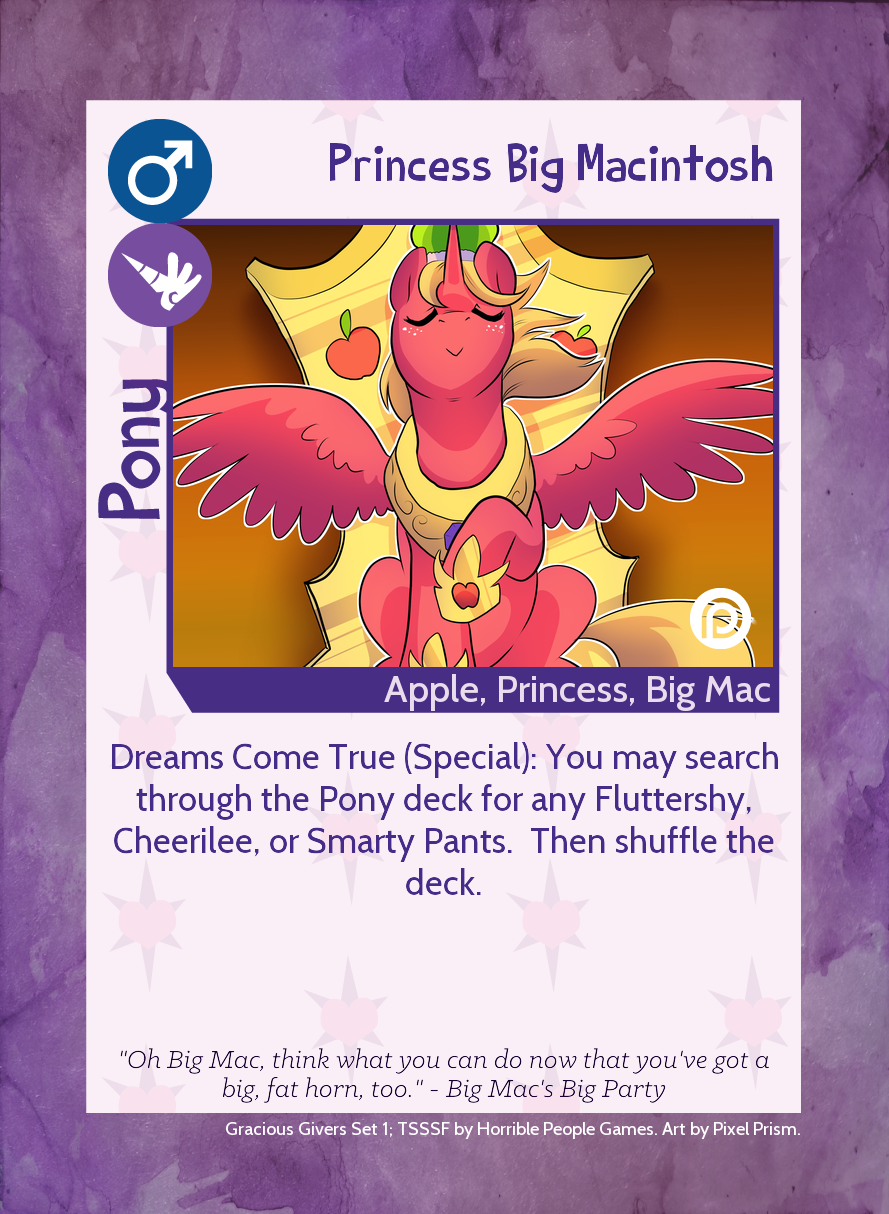 Princess Big Macintosh
Pony
Apple, Princess, Big Mac
Dreams Come True (Special): You may search
through the Pony deck for any Fluttershy,
Cheerilee, or Smarty Pants.  Then shuffle the
deck.
"Oh Big Mac, think what you can do now that you've got a
big, fat horn, too." - Big Mac's Big Party
Gracious Givers Set 1; TSSSF by Horrible People Games. Art by Pixel Prism.